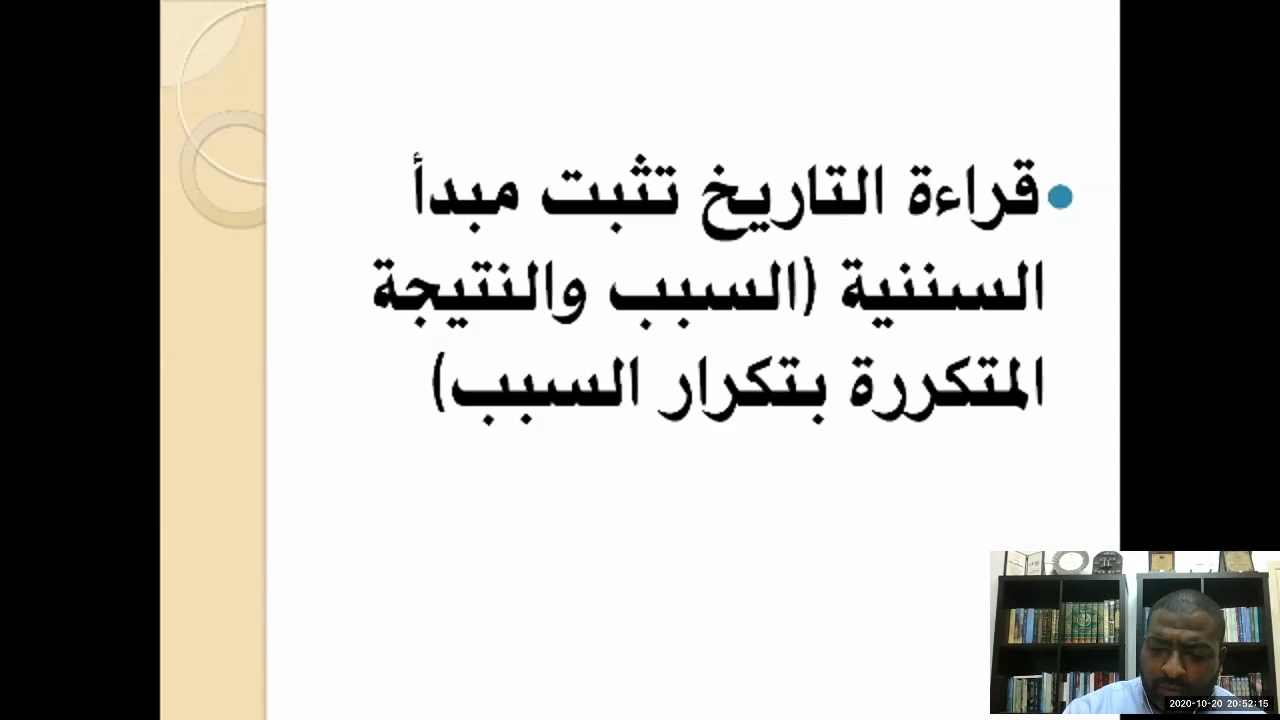 قراءة التاريخ تثبت مبدأ
السننية (السبب والنتيجة
المتكررة بتكرار السبب)
2020-10-20 20:52:15